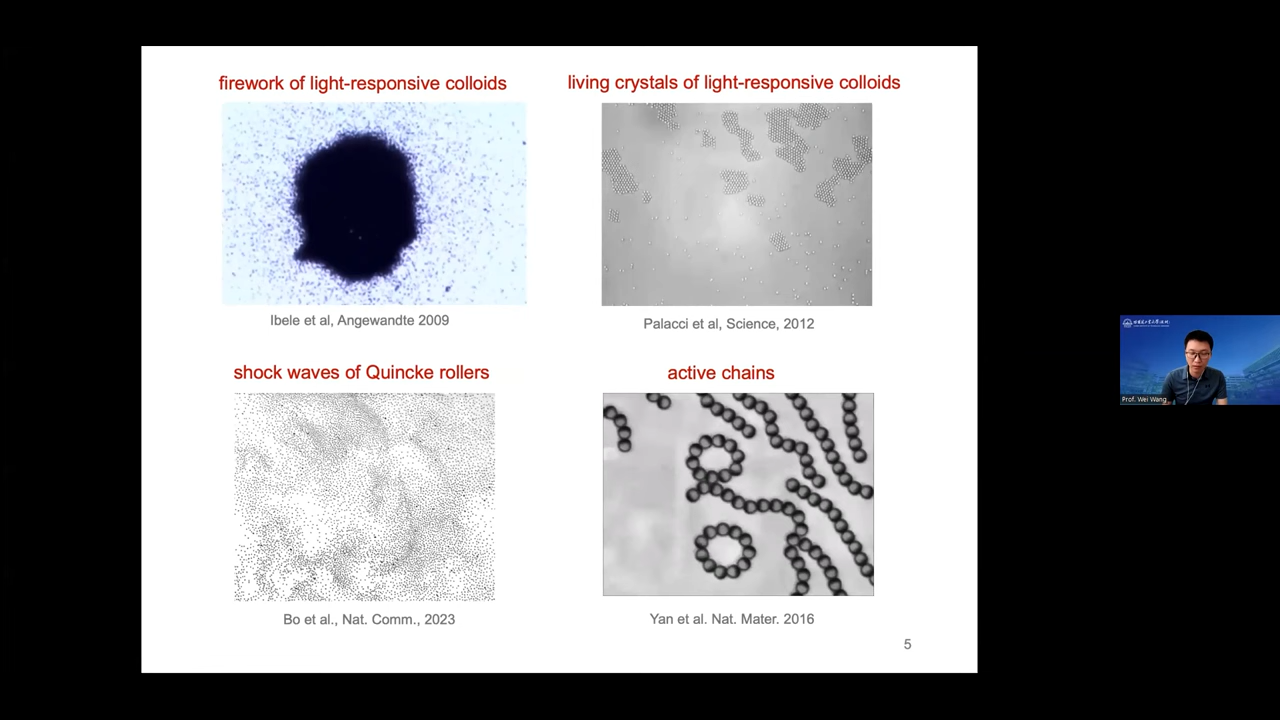 firework of light-responsive colloids
living crystals of light-responsive colloids
Ibele et al, Angewandte 2009
Palacci et al, Science, 2012
shock waves of Quincke rollers
active chains
Bo et al., Nat. Comm., 2023
Yan et al. Nat. Mater. 2016
5
Prof. Wei Wang